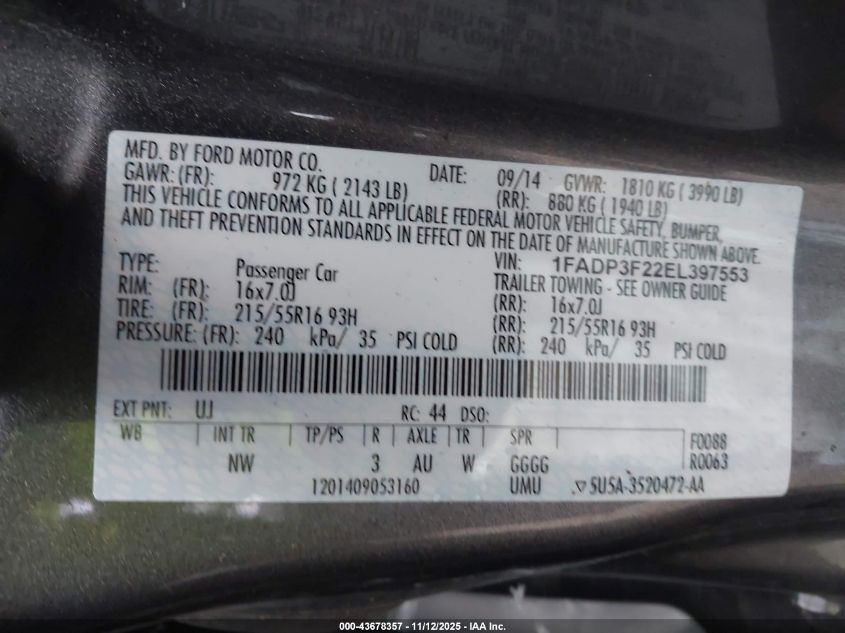 MFD. BY FORD MOTOR CO.
DATE: 09/14 GVWR: 1810 KG ( 3990 LB)
GAWR: (FR): 972 KG ( 2143 LB) (RR): 880 KG ( 1940 LB)
THIS VEHICLE CONFORMS TO ALL APPLICABLE FEDERAL MOTOR VEHICLE SAFETY, BUMPER,
AND THEFT PREVENTION STANDARDS IN EFFECT ON THE DATE OF MANUFACTURE SHOWN ABOVE.
VIN: 1FADP3F22EL397553
TYPE: Passenger Car TRAILER TOWING - SEE OWNER GUIDE
RIM: (FR): 16x7.0J (RR): 16x7.0J
TIRE: (FR): 215/55R16 93H (RR): 215/55R16 93H
PRESSURE: (FR): 240 kPa/ 35 PSI COLD (RR): 240 kPa/ 35 PSI COLD
EXT PNT: UJ RC: 44 DSO:
WB INT TR TP/PS R AXLE TR SPR F0088
NW 3 AU W GGGG R0063
1201409053160 UMU 5U5A-3520472-AA
000-43678357 - 11/12/2025 - IAA Inc.